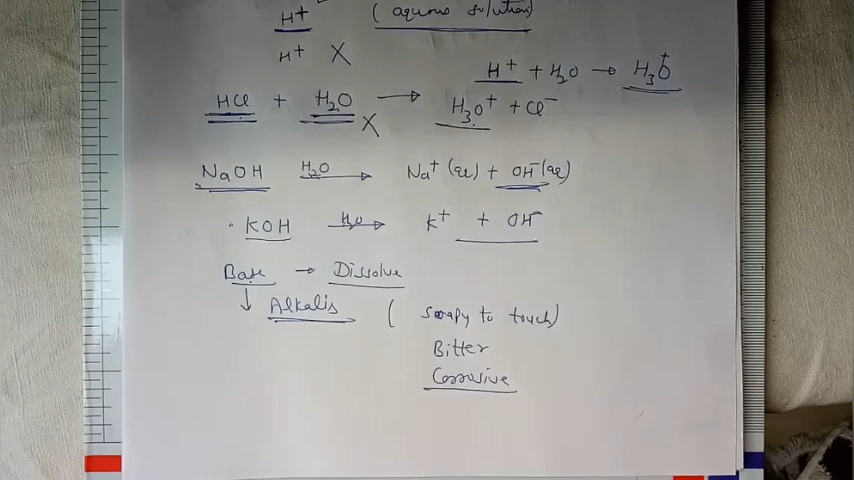 H⁺ (aqueous solution)
H⁺ X
H⁺ + H₂O → H₃O⁺
HCl + H₂O → H₃O⁺ + Cl⁻
X
NaOH H₂O → Na⁺ (aq) + OH⁻ (aq)
· KOH H₂O → K⁺ + OH⁻
Base → Dissolve
↓ Alkalis ( soapy to touch)
Bitter
Corrosive